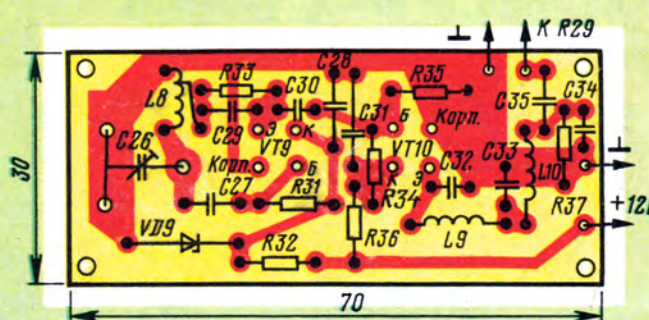 ⊥ К R29
C28
R33
C30
R35
C34
L8
C35
C29
Э
К
C31
Б
Корп.
C26
VT9
⊥
Корп.
Б
VT10
C32
C33
L10
C27
R31
К
Э
R34
R37
+12В
VD9
R32
R36
L9
30
70